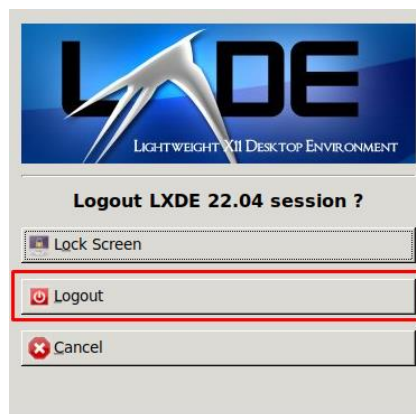 LXDE
LIGHTWEIGHT X11 DESKTOP ENVIRONMENT
Logout LXDE 22.04 session ?
Lock Screen
Logout
Cancel